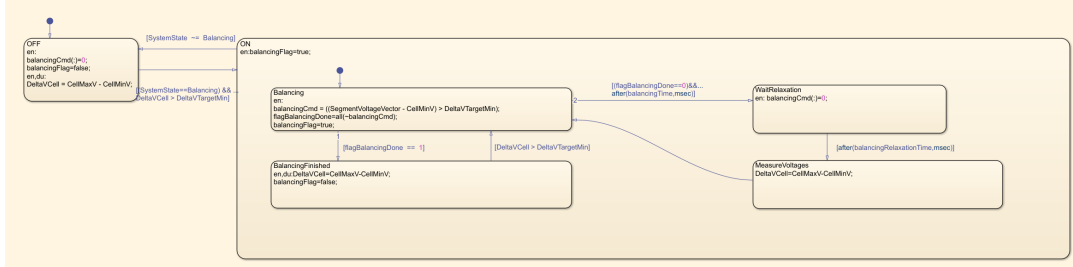 [SystemState ~= Balancing]
OFF
en:
balancingCmd(:)=0;
balancingFlag=false;
en,du:
DeltaVCell = CellMaxV - CellMinV;
[(SystemState==Balancing) &&...
DeltaVCell > DeltaVTargetMin]
ON
en:balancingFlag=true;
Balancing
en:
balancingCmd = ((SegmentVoltageVector - CellMinV) > DeltaVTargetMin);
flagBalancingDone=all(~balancingCmd);
balancingFlag=true;
2
[(flagBalancingDone==0)&&...
after(balancingTime,msec)]
WaitRelaxation
en: balancingCmd(:)=0;
1
[flagBalancingDone == 1]
[DeltaVCell > DeltaVTargetMin]
[after(balancingRelaxationTime,msec)]
BalancingFinished
en,du:DeltaVCell=CellMaxV-CellMinV;
balancingFlag=false;
MeasureVoltages
DeltaVCell=CellMaxV-CellMinV;